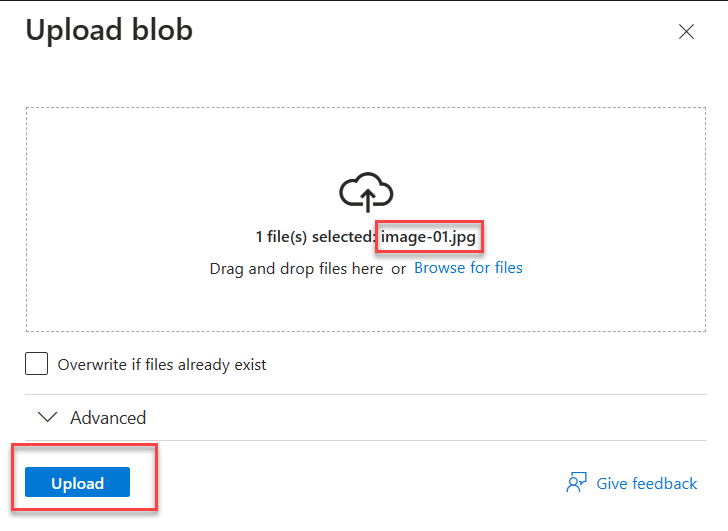 Upload blob
1 file(s) selected: image-01.jpg
Drag and drop files here or Browse for files
Overwrite if files already exist
Advanced
Upload
Give feedback